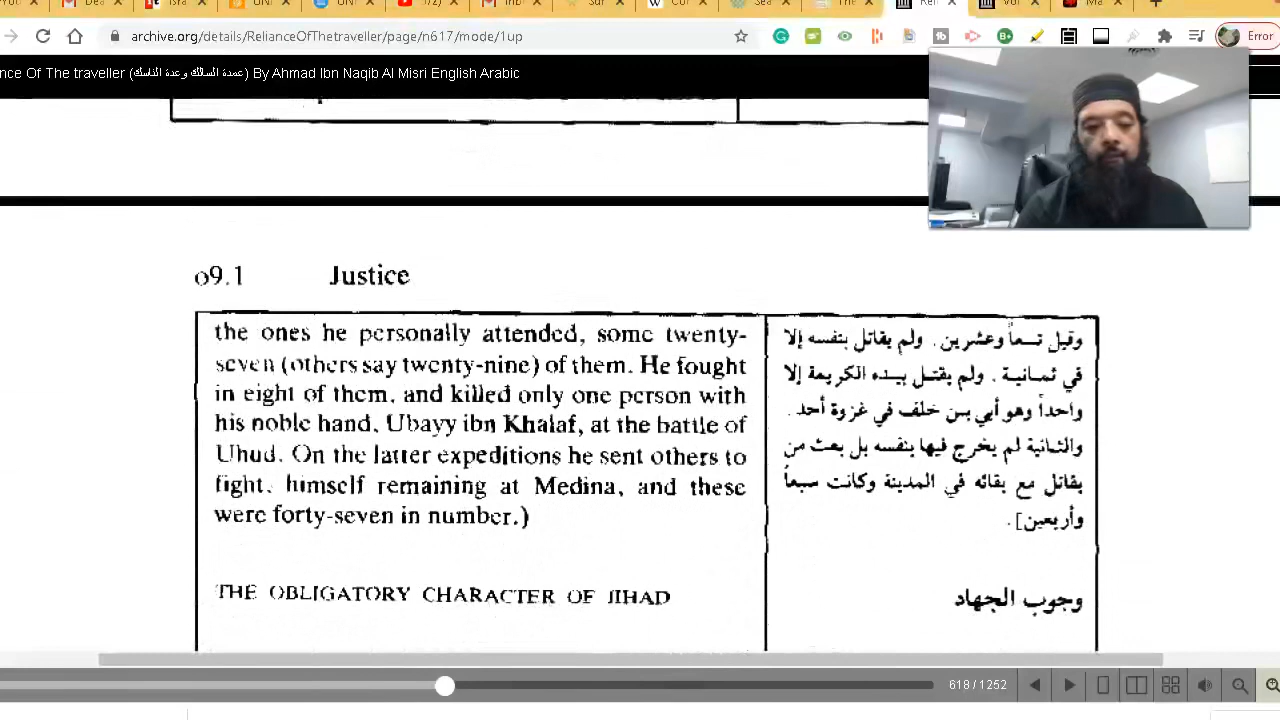 archive.org/details/RelianceOfThetraveller/page/n617/mode/1up
Error
nce Of The traveller (عمدة السالك وعدة الناسك) By Ahmad Ibn Naqib Al Misri English Arabic
o9.1 Justice
the ones he personally attended, some twenty-
seven (others say twenty-nine) of them. He fought
in eight of them, and killed only one person with
his noble hand, Ubayy ibn Khalaf, at the battle of
Uhud. On the latter expeditions he sent others to
fight, himself remaining at Medina, and these
were forty-seven in number.)
THE OBLIGATORY CHARACTER OF JIHAD
وقيل تسعاً وعشرين . ولم يقاتل بنفسه إلا
في ثمانية . ولم يقتل بيده الكريمة إلا
واحداً وهو أبي بن خلف في غزوة أحد .
والثانية لم يخرج فيها بنفسه بل بعث من
يقاتل مع بقائه في المدينة وكانت سبعاً
وأربعين] .
وجوب الجهاد
618 / 1252